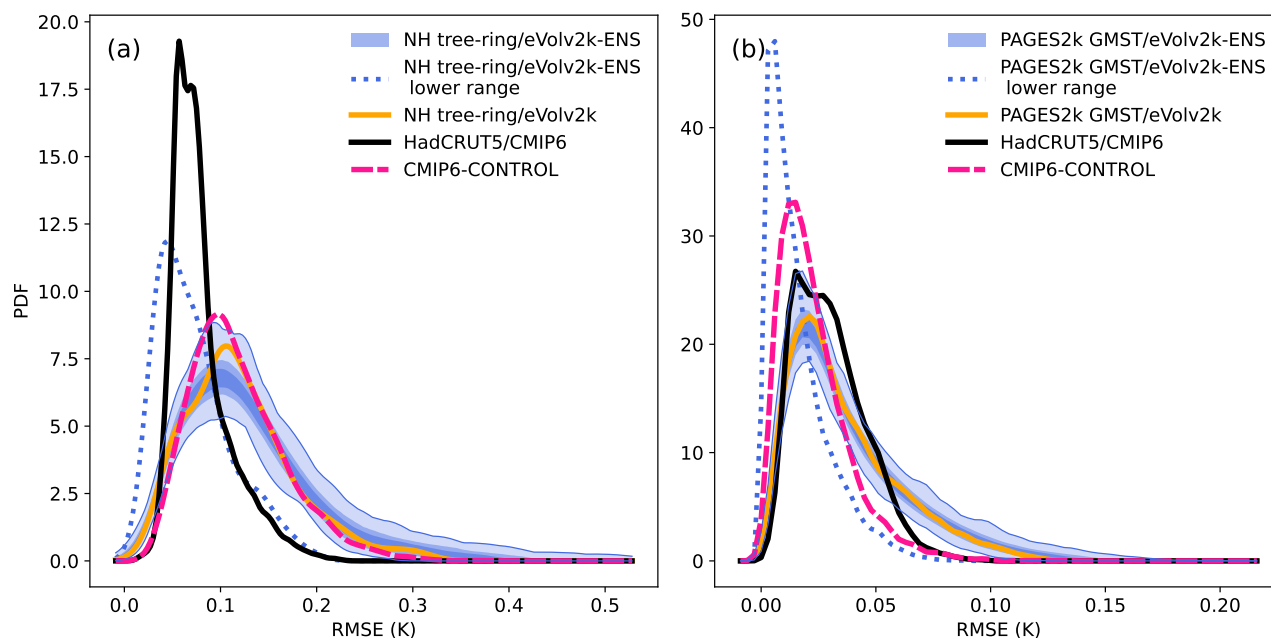 (a)
NH tree-ring/eVolv2k-ENS
NH tree-ring/eVolv2k-ENS
lower range
NH tree-ring/eVolv2k
HadCRUT5/CMIP6
CMIP6-CONTROL
PDF
20.0
17.5
15.0
12.5
10.0
7.5
5.0
2.5
0.0
0.0 0.1 0.2 0.3 0.4 0.5
RMSE (K)
(b)
PAGES2k GMST/eVolv2k-ENS
PAGES2k GMST/eVolv2k-ENS
lower range
PAGES2k GMST/eVolv2k
HadCRUT5/CMIP6
CMIP6-CONTROL
50
40
30
20
10
0
0.00 0.05 0.10 0.15 0.20
RMSE (K)